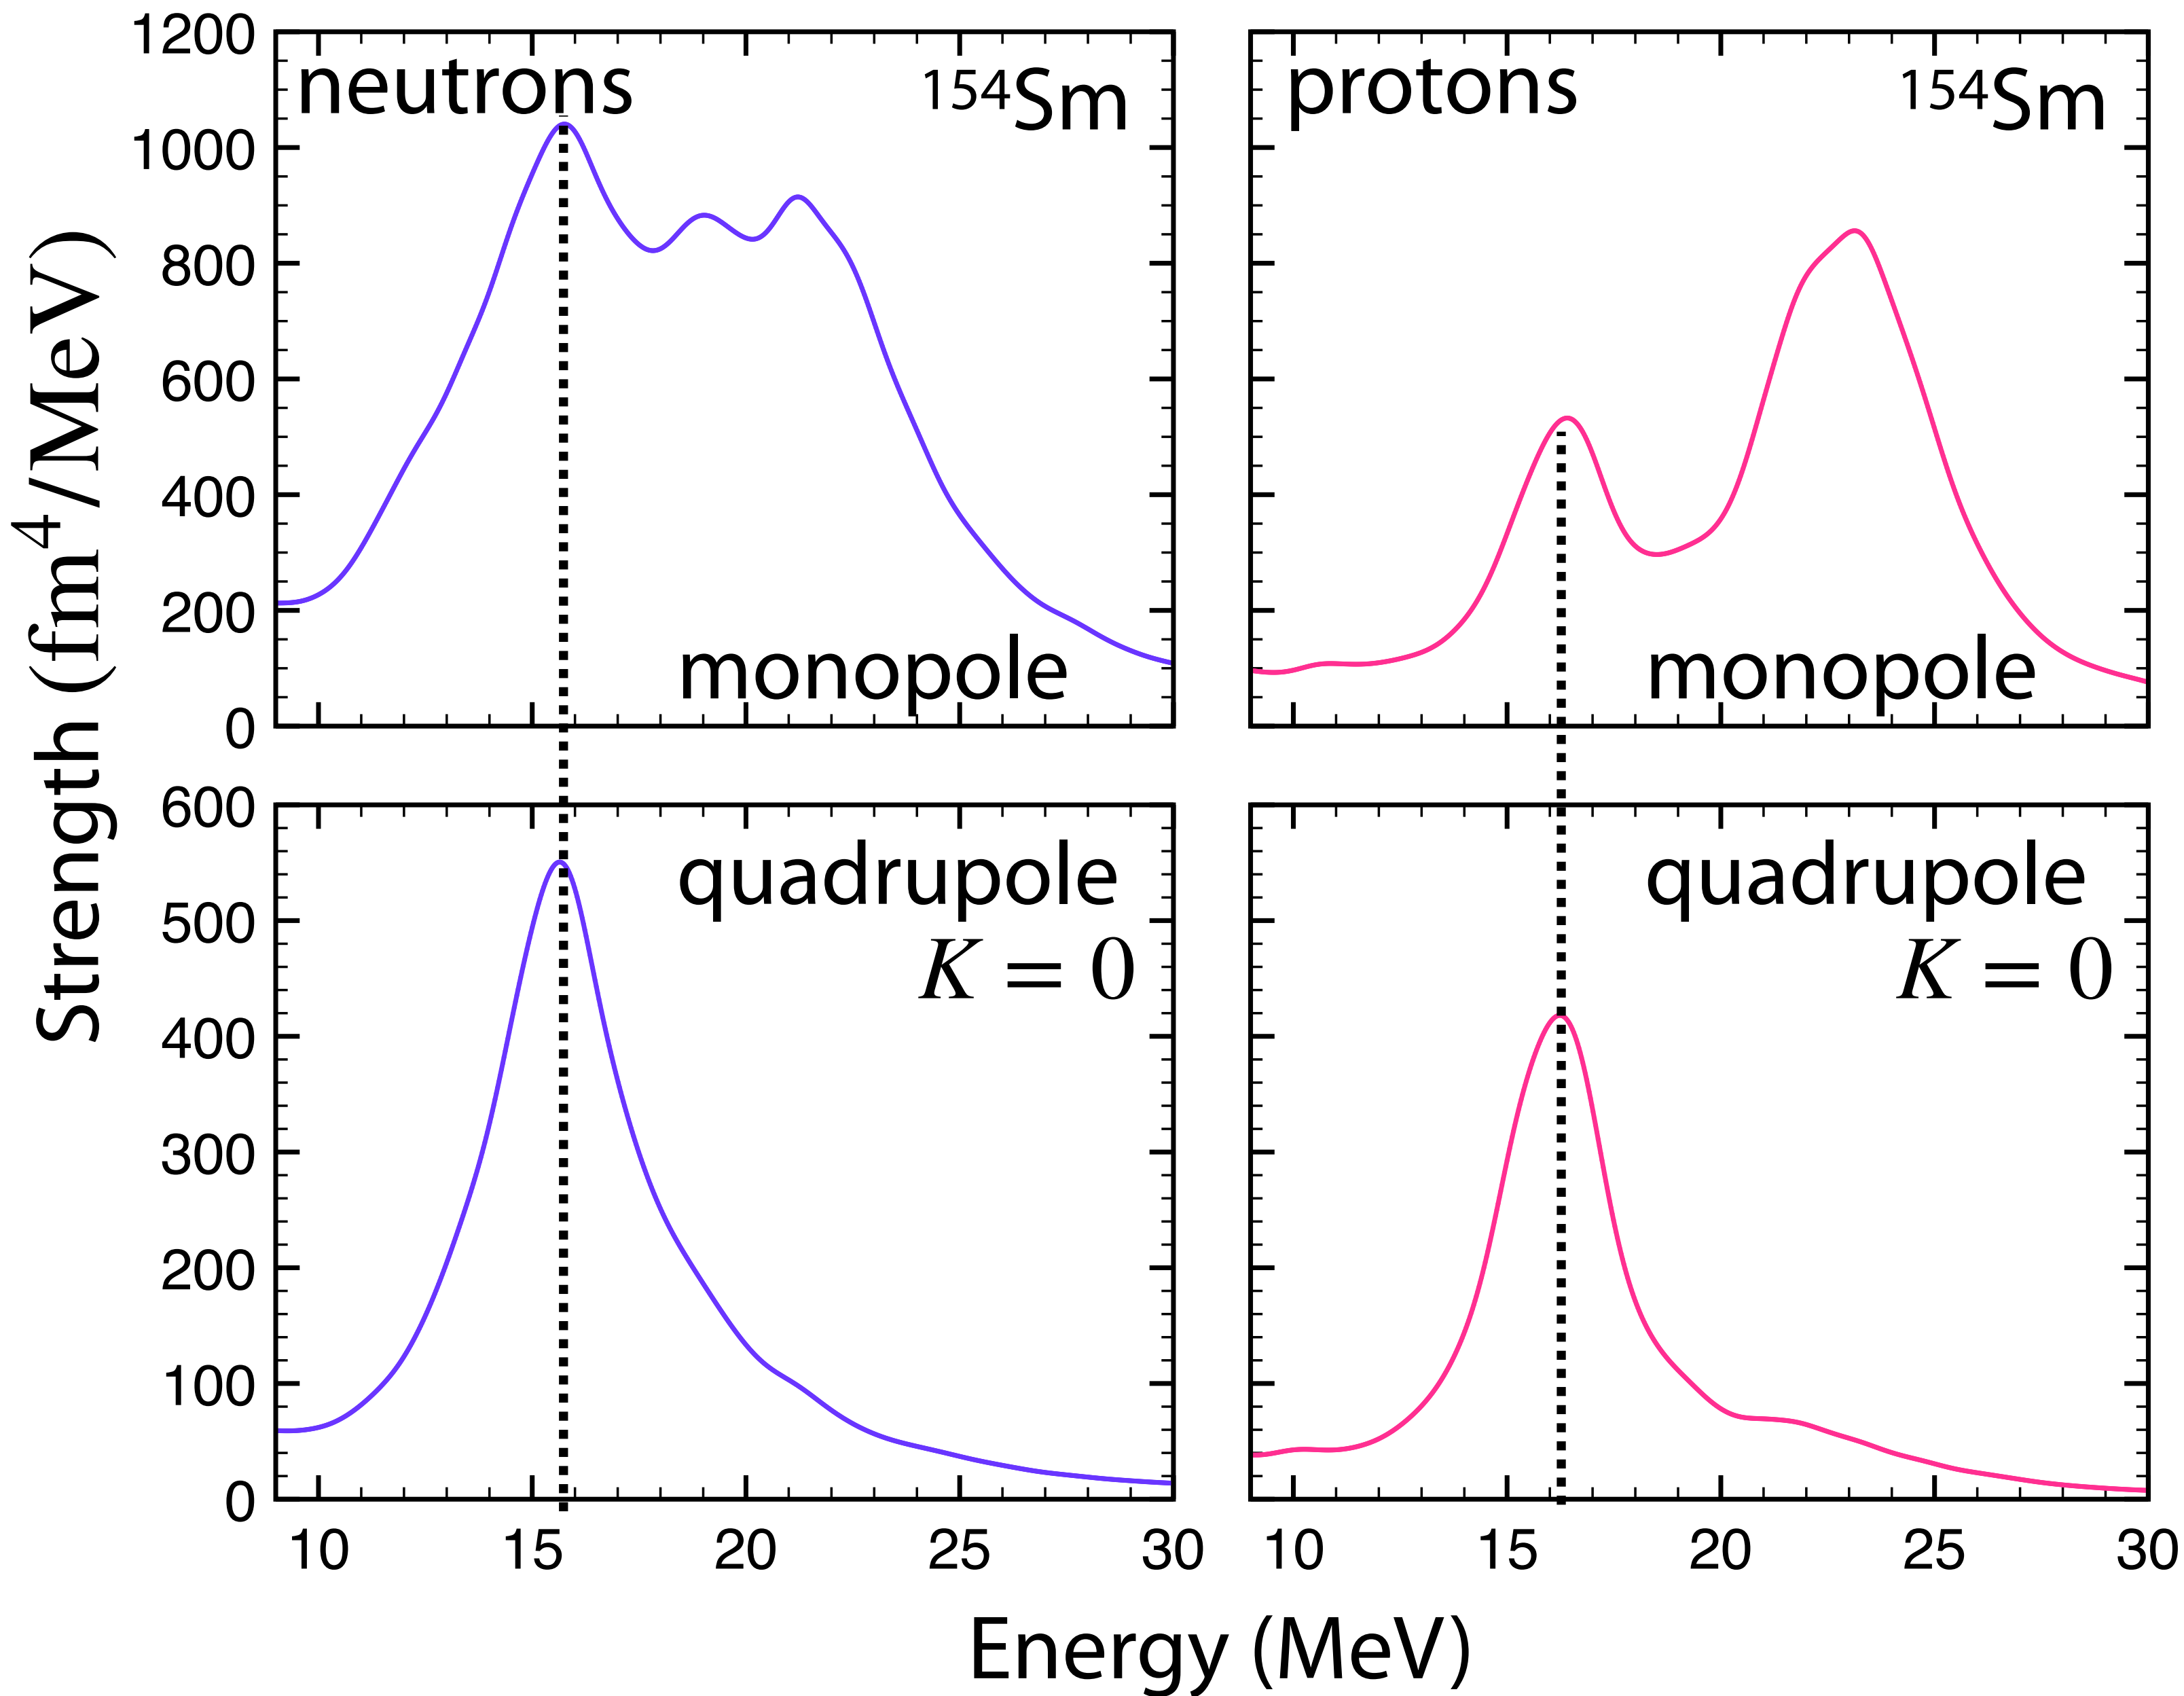 1200
1000
800
600
400
200
0
neutrons
¹⁵⁴Sm
monopole
protons
¹⁵⁴Sm
monopole
Strength (fm⁴/MeV)
600
500
400
300
200
100
0
quadrupole
K = 0
quadrupole
K = 0
10 15 20 25 30
10 15 20 25 30
Energy (MeV)